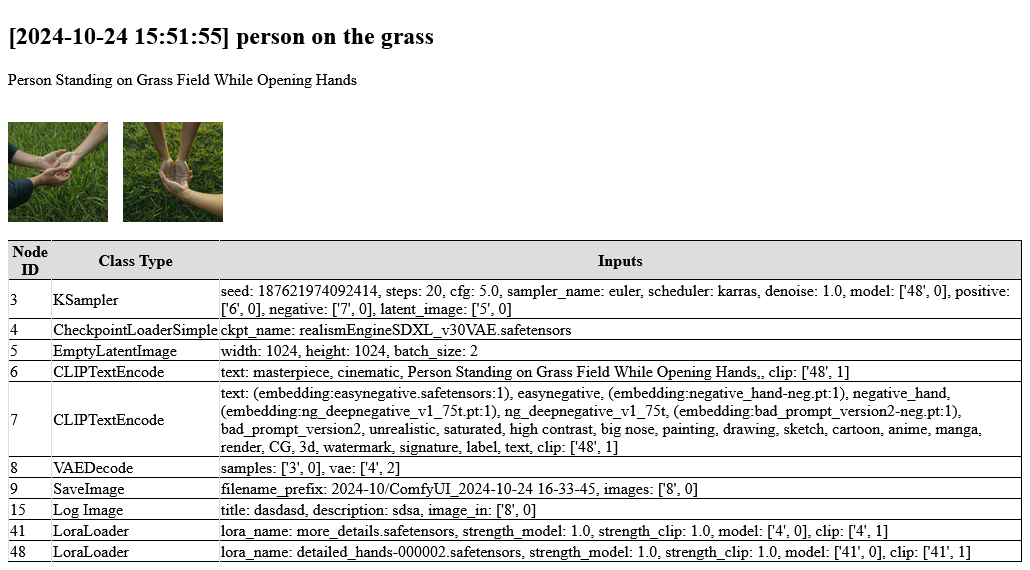 [2024-10-24 15:51:55] person on the grass
Person Standing on Grass Field While Opening Hands
Node ID Class Type Inputs
3 KSampler seed: 187621974092414, steps: 20, cfg: 5.0, sampler_name: euler, scheduler: karras, denoise: 1.0, model: ['48', 0], positive:
['6', 0], negative: ['7', 0], latent_image: ['5', 0]
4 CheckpointLoaderSimple ckpt_name: realismEngineSDXL_v30VAE.safetensors
5 EmptyLatentImage width: 1024, height: 1024, batch_size: 2
6 CLIPTextEncode text: masterpiece, cinematic, Person Standing on Grass Field While Opening Hands,, clip: ['48', 1]
7 CLIPTextEncode text: (embedding:easynegative.safetensors:1), easynegative, (embedding:negative_hand-neg.pt:1), negative_hand,
(embedding:ng_deepnegative_v1_75t.pt:1), ng_deepnegative_v1_75t, (embedding:bad_prompt_version2-neg.pt:1),
bad_prompt_version2, unrealistic, saturated, high contrast, big nose, painting, drawing, sketch, cartoon, anime, manga,
render, CG, 3d, watermark, signature, label, text, clip: ['48', 1]
8 VAEDecode samples: ['3', 0], vae: ['4', 2]
9 SaveImage filename_prefix: 2024-10/ComfyUI_2024-10-24 16-33-45, images: ['8', 0]
15 Log Image title: dasdasd, description: sdsa, image_in: ['8', 0]
41 LoraLoader lora_name: more_details.safetensors, strength_model: 1.0, strength_clip: 1.0, model: ['4', 0], clip: ['4', 1]
48 LoraLoader lora_name: detailed_hands-000002.safetensors, strength_model: 1.0, strength_clip: 1.0, model: ['41', 0], clip: ['41', 1]